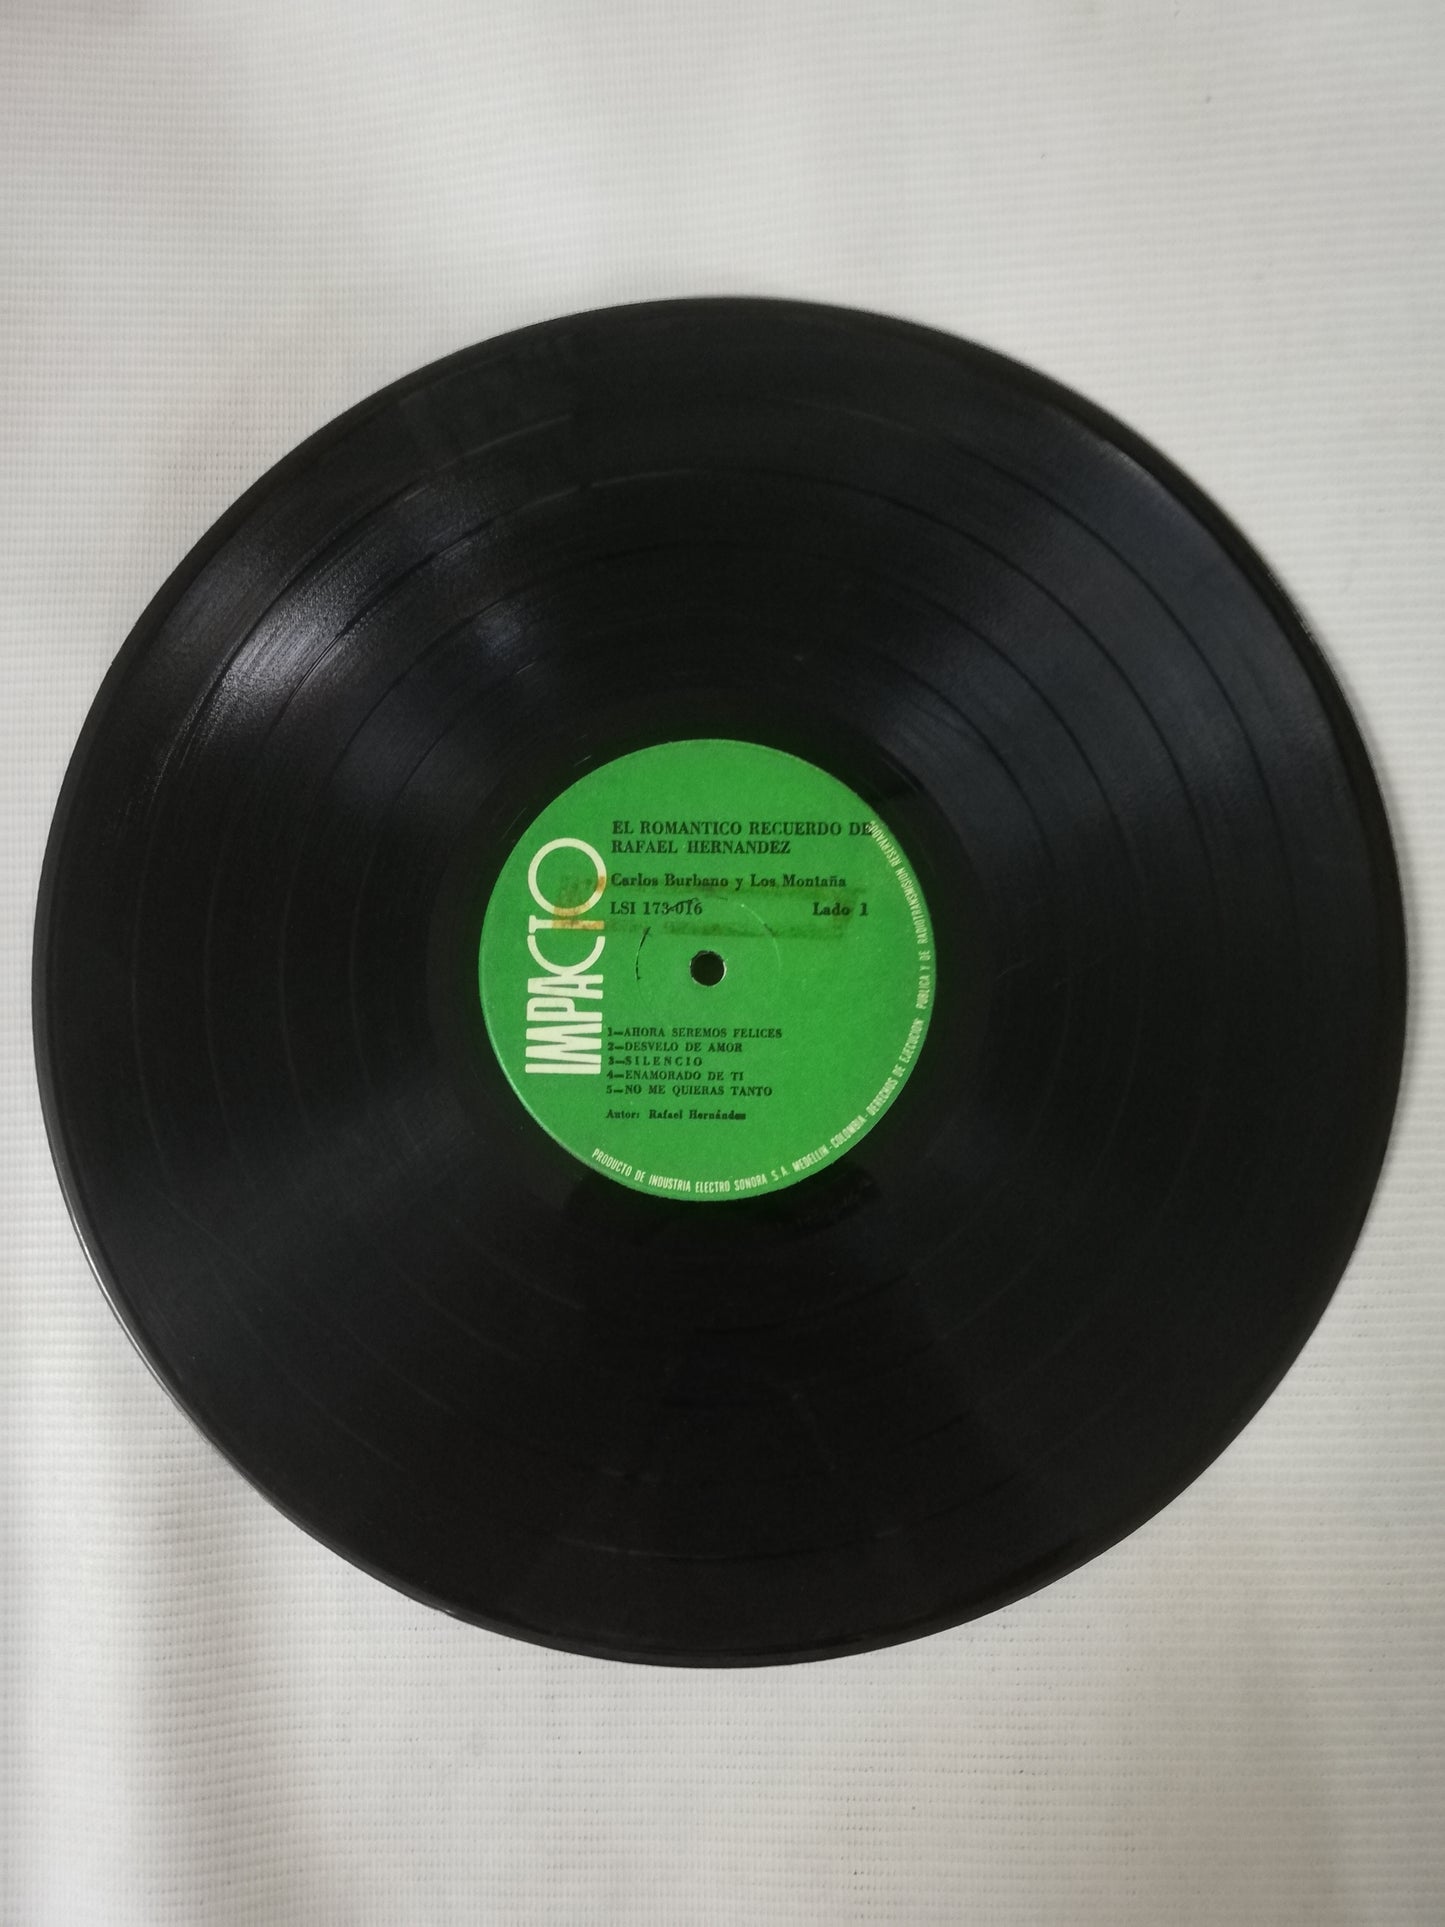 IMPACTO
EL ROMANTICO RECUERDO DE
RAFAEL HERNANDEZ
Carlos Burbano y Los Montaña
LSI 173-016 Lado 1
1—AHORA SEREMOS FELICES
2—DESVELO DE AMOR
3—SILENCIO
4—ENAMORADO DE TI
5—NO ME QUIERAS TANTO
Autor: Rafael Hernández
PRODUCTO DE INDUSTRIA ELECTRO SONORA S. A. MEDELLIN - COLOMBIA - DERECHOS DE EJECUCION PUBLICA Y DE RADIOTRANSMISION RESERVADOS